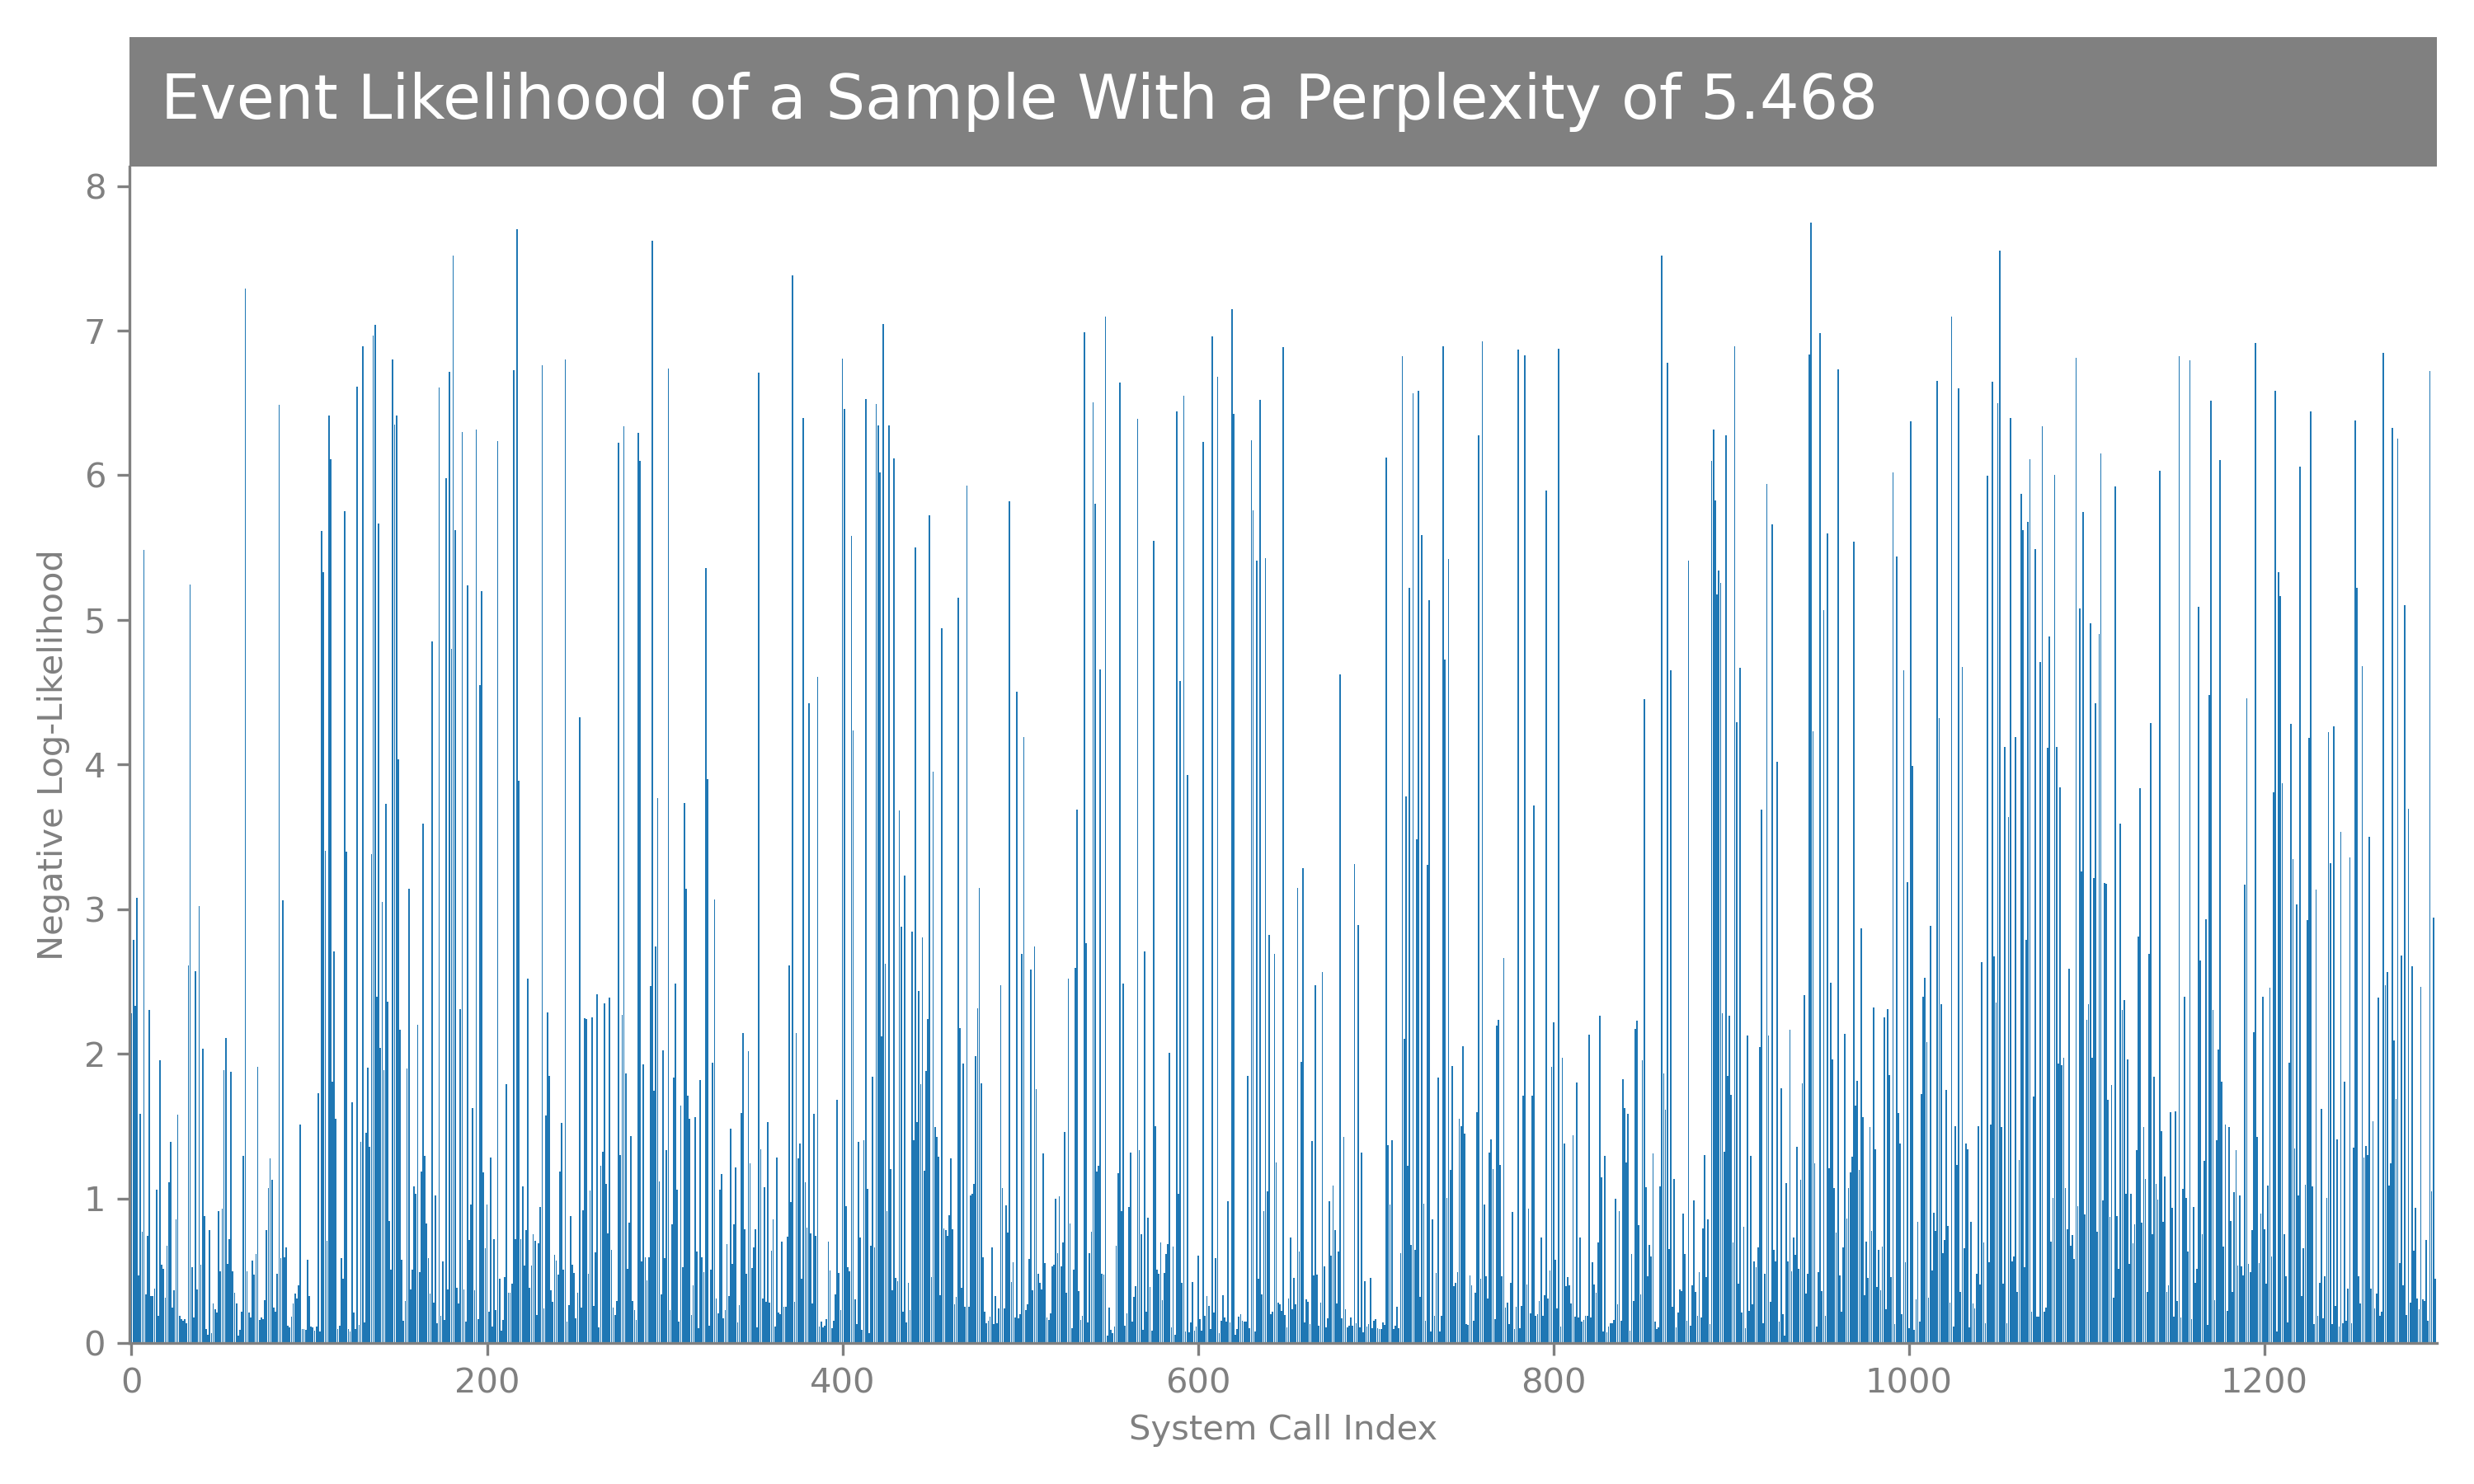 Event Likelihood of a Sample With a Perplexity of 5.468
8
7
6
5
4
3
2
1
0
Negative Log-Likelihood
0 200 400 600 800 1000 1200
System Call Index